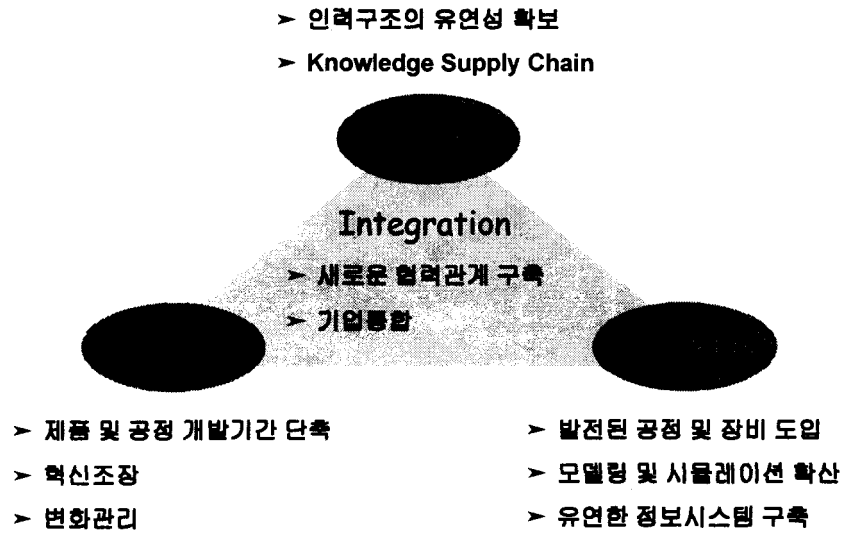 ➢ 인력구조의 유연성 확보
➢ Knowledge Supply Chain
Integration
➢ 새로운 협력관계 구축
➢ 기업통합
➢ 제품 및 공정 개발기간 단축
➢ 혁신조장
➢ 변화관리
➢ 발전된 공정 및 장비 도입
➢ 모델링 및 시뮬레이션 확산
➢ 유연한 정보시스템 구축